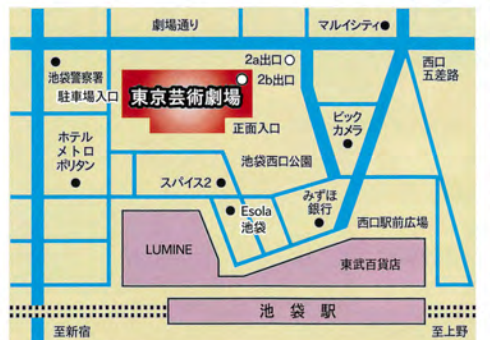 劇場通り
マルイシティ
2a出口
西口
五差路
池袋警察署
2b出口
駐車場入口
東京芸術劇場
正面入口
ビック
カメラ
ホテル
メトロ
ポリタン
池袋西口公園
スパイス2
みずほ
銀行
Esola
池袋
西口駅前広場
LUMINE
東武百貨店
池袋駅
至新宿
至上野